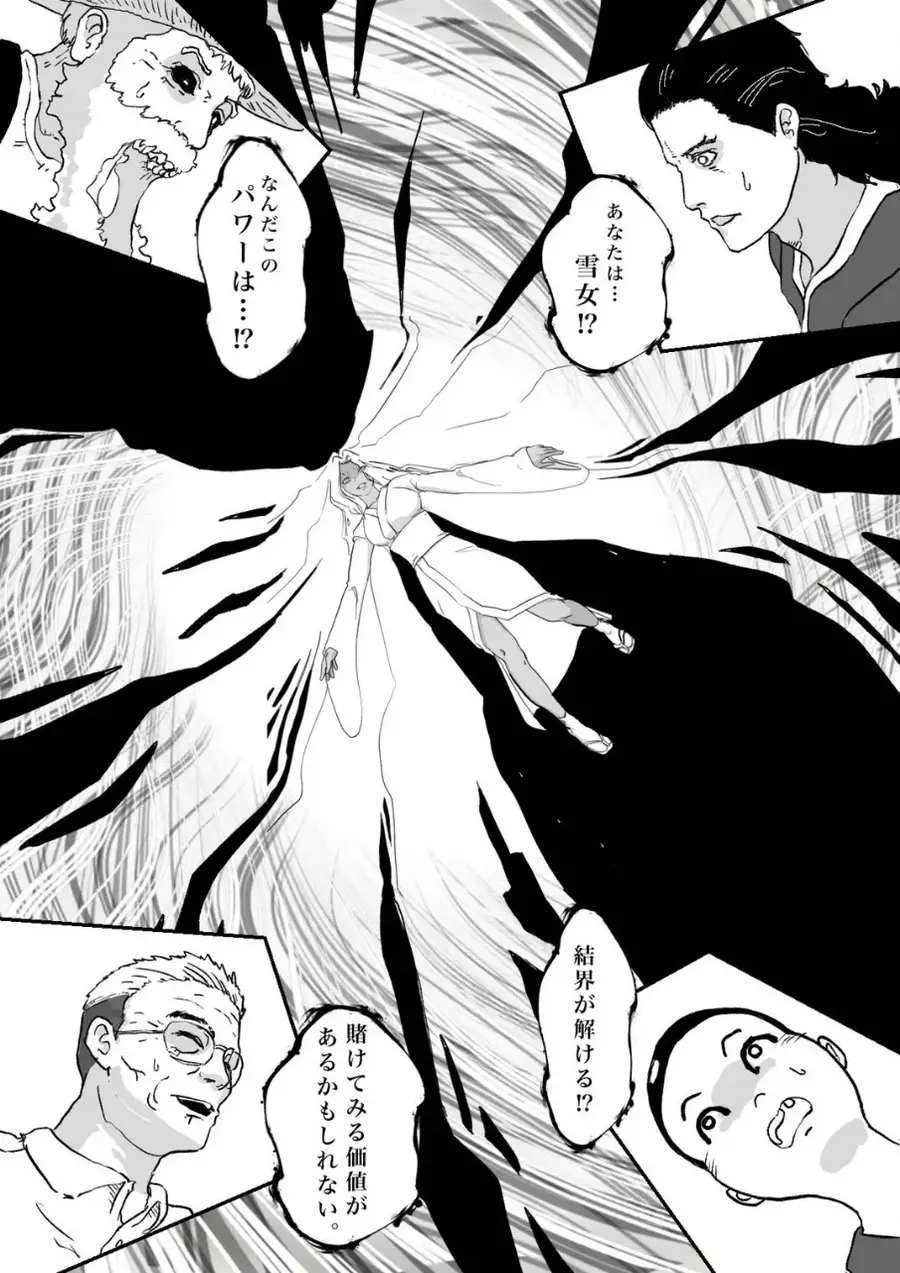 あなたは…
雪女!?
なんだこの
パワーは…!?
結界が解ける!?
賭けてみる価値が
あるかもしれない。